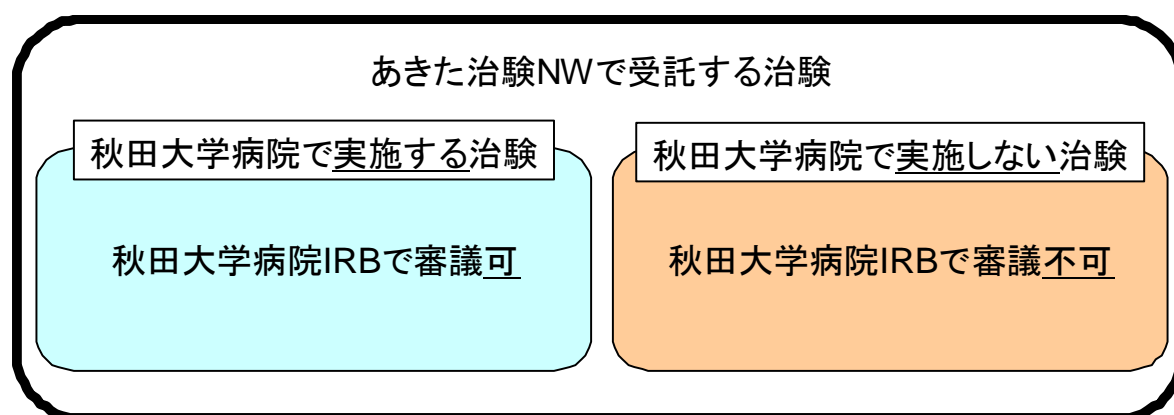 あきた治験NWで受託する治験
秋田大学病院で実施する治験
秋田大学病院で実施しない治験
秋田大学病院IRBで審議可
秋田大学病院IRBで審議不可